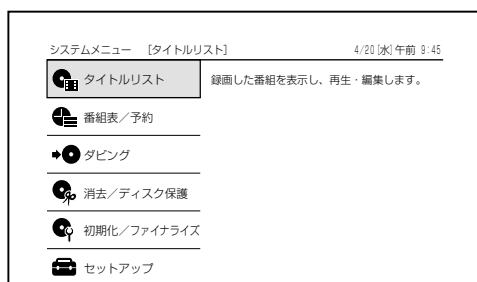 システムメニュー [タイトルリスト] 4/20[水]午前 9:45
タイトルリスト 録画した番組を表示し、再生・編集します。
番組表／予約
ダビング
消去／ディスク保護
初期化／ファイナライズ
セットアップ